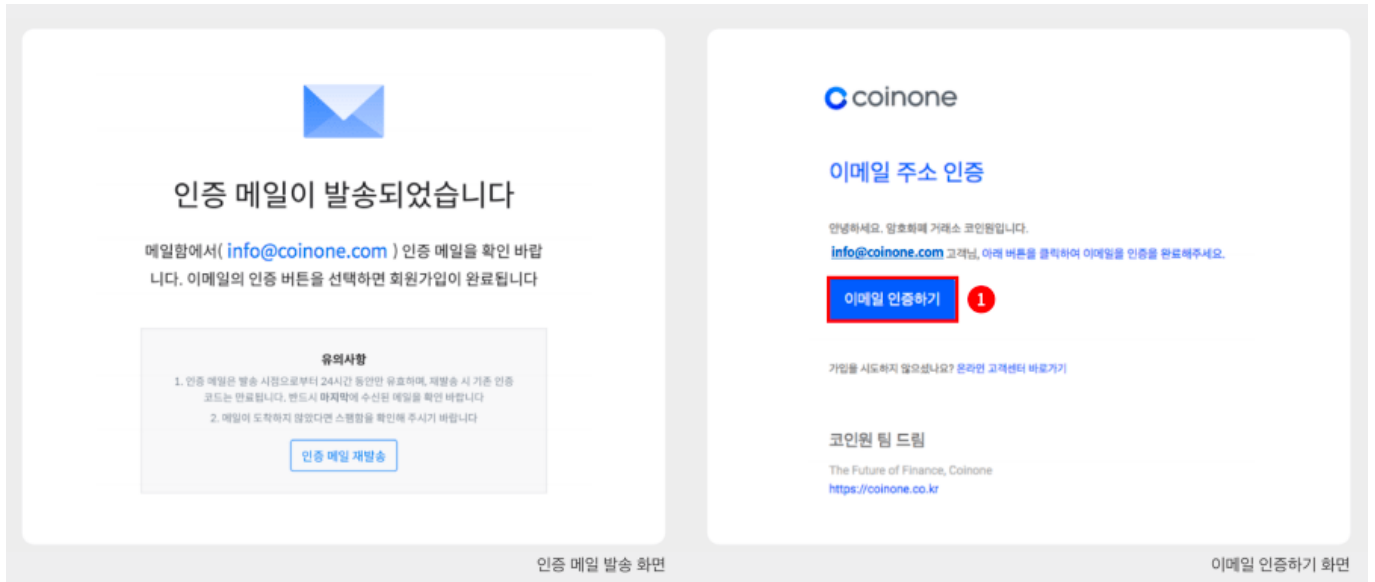 인증 메일이 발송되었습니다
메일함에서( info@coinone.com ) 인증 메일을 확인 바랍
니다. 이메일의 인증 버튼을 선택하면 회원가입이 완료됩니다
유의사항
1. 인증 메일은 발송 시점으로부터 24시간 동안만 유효하며, 재발송 시 기존 인증
코드는 만료됩니다. 반드시 마지막에 수신된 메일을 확인 바랍니다
2. 메일이 도착하지 않았다면 스팸함을 확인해 주시기 바랍니다
인증 메일 재발송
인증 메일 발송 화면
coinone
이메일 주소 인증
안녕하세요. 암호화폐 거래소 코인원입니다.
info@coinone.com 고객님, 아래 버튼을 클릭하여 이메일을 인증을 완료해주세요.
이메일 인증하기 1
가입을 시도하지 않으셨나요? 온라인 고객센터 바로가기
코인원 팀 드림
The Future of Finance, Coinone
https://coinone.co.kr
이메일 인증하기 화면